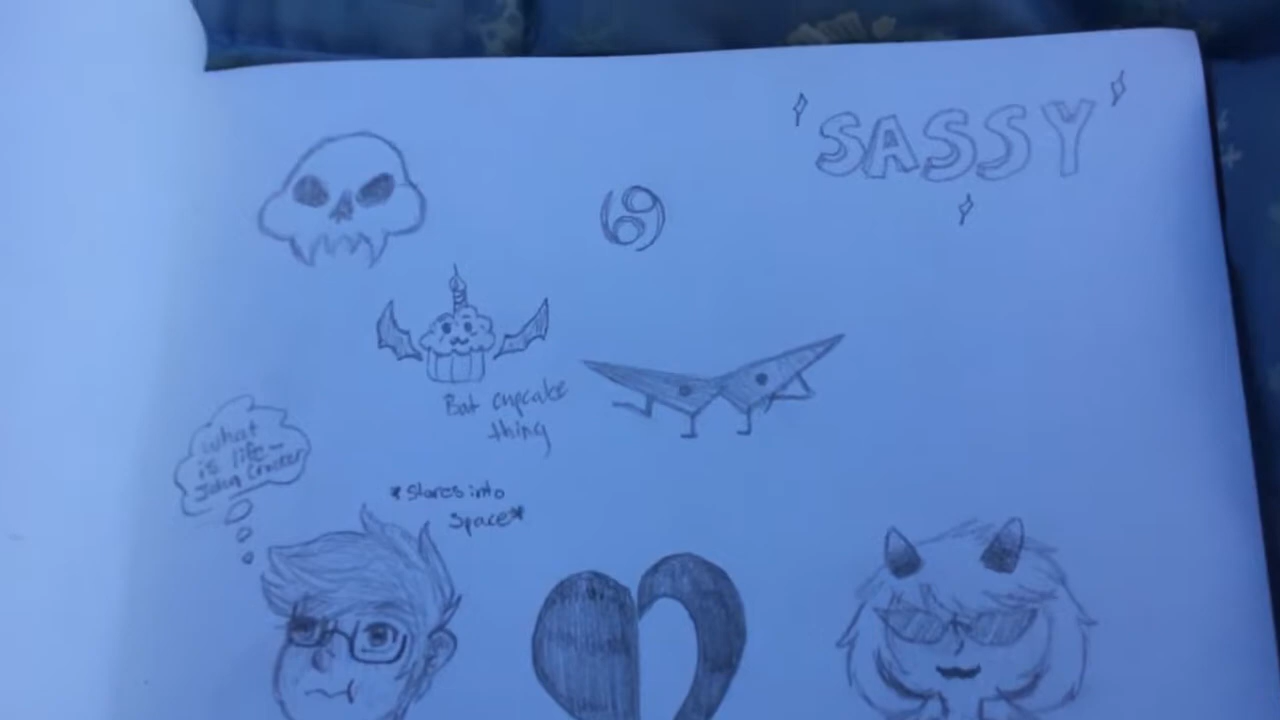 SASSY
Bat cupcake
thing
what
is life—
John Crocker
*Stares into
space*